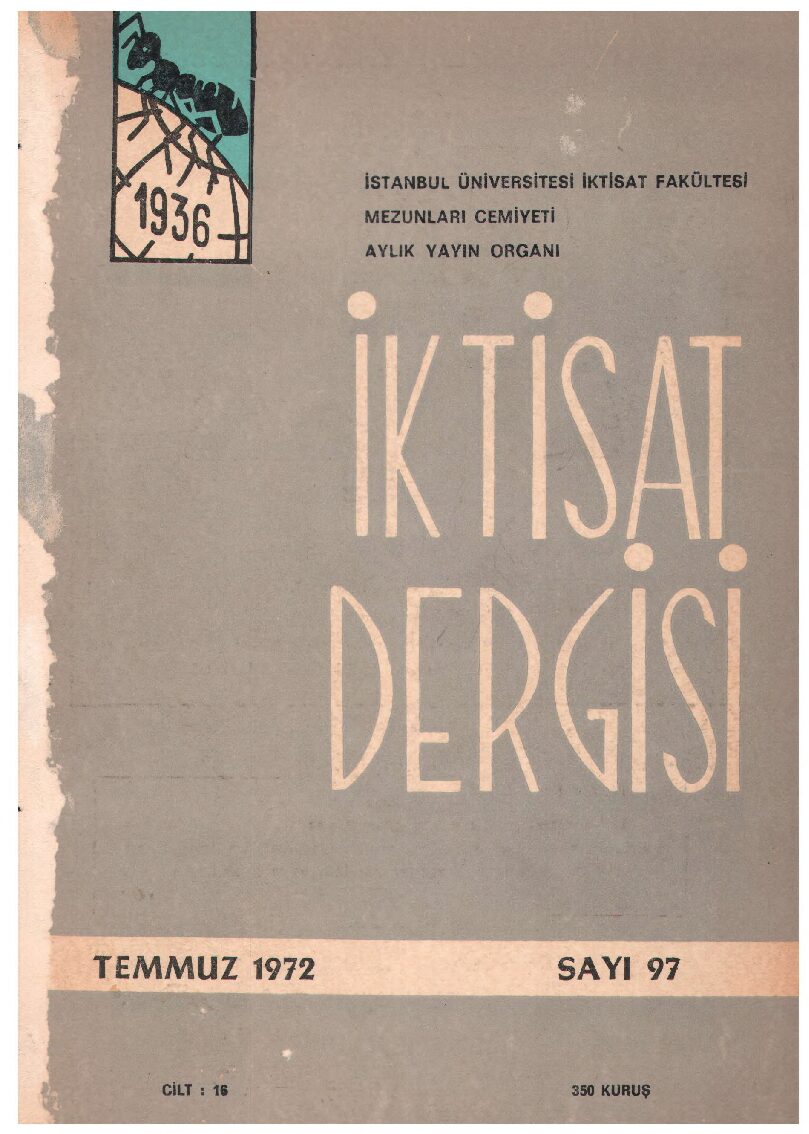 1936
İSTANBUL ÜNİVERSİTESİ İKTİSAT FAKÜLTESİ
MEZUNLARI CEMİYETİ
AYLIK YAYIN ORGANI
İKTİSAT
DERGİSİ
TEMMUZ 1972 SAYI 97
CİLT : 16 350 KURUŞ